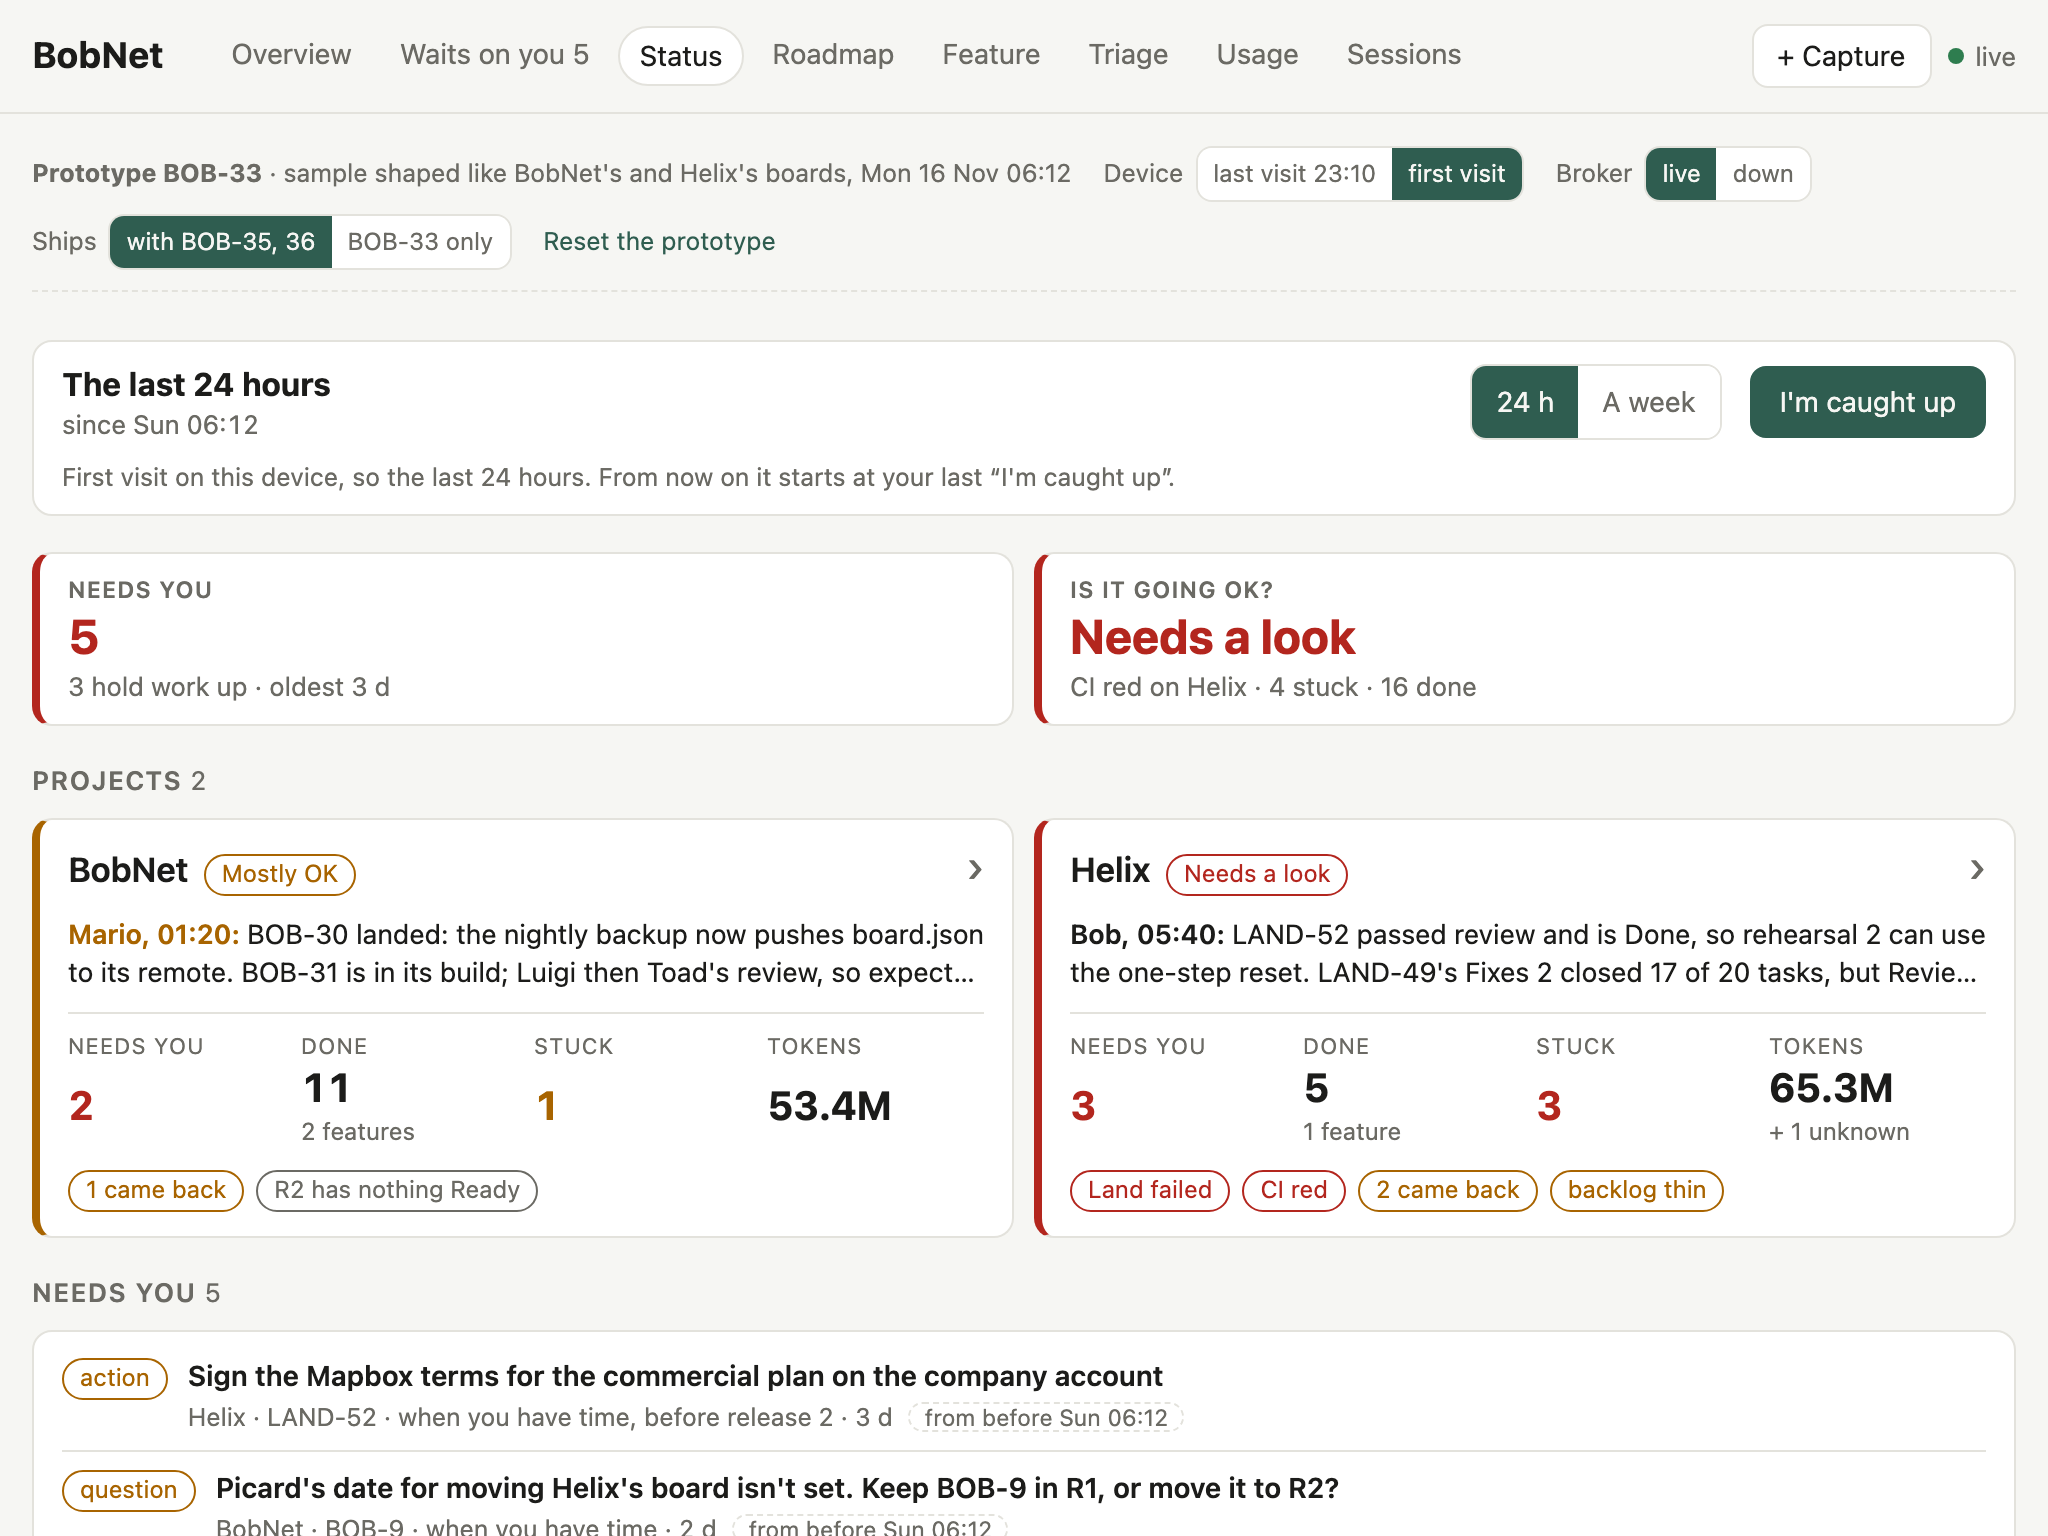 BobNet Overview Waits on you 5 Status Roadmap Feature Triage Usage Sessions + Capture live
Prototype BOB-33 · sample shaped like BobNet's and Helix's boards, Mon 16 Nov 06:12 Device last visit 23:10 first visit Broker live down
Ships with BOB-35, 36 BOB-33 only Reset the prototype
The last 24 hours
since Sun 06:12
24 h A week I'm caught up
First visit on this device, so the last 24 hours. From now on it starts at your last “I'm caught up”.
NEEDS YOU
5
3 hold work up · oldest 3 d
IS IT GOING OK?
Needs a look
CI red on Helix · 4 stuck · 16 done
PROJECTS 2
BobNet Mostly OK ›
Mario, 01:20: BOB-30 landed: the nightly backup now pushes board.json
to its remote. BOB-31 is in its build; Luigi then Toad's review, so expect...
NEEDS YOU DONE STUCK TOKENS
2 11 1 53.4M
2 features
1 came back R2 has nothing Ready
Helix Needs a look ›
Bob, 05:40: LAND-52 passed review and is Done, so rehearsal 2 can use
the one-step reset. LAND-49's Fixes 2 closed 17 of 20 tasks, but Revie...
NEEDS YOU DONE STUCK TOKENS
3 5 3 65.3M
1 feature + 1 unknown
Land failed CI red 2 came back backlog thin
NEEDS YOU 5
action Sign the Mapbox terms for the commercial plan on the company account
Helix · LAND-52 · when you have time, before release 2 · 3 d from before Sun 06:12
question Picard's date for moving Helix's board isn't set. Keep BOB-9 in R1, or move it to R2?
BobNet · BOB-9 · when you have time · 2 d from before Sun 06:12